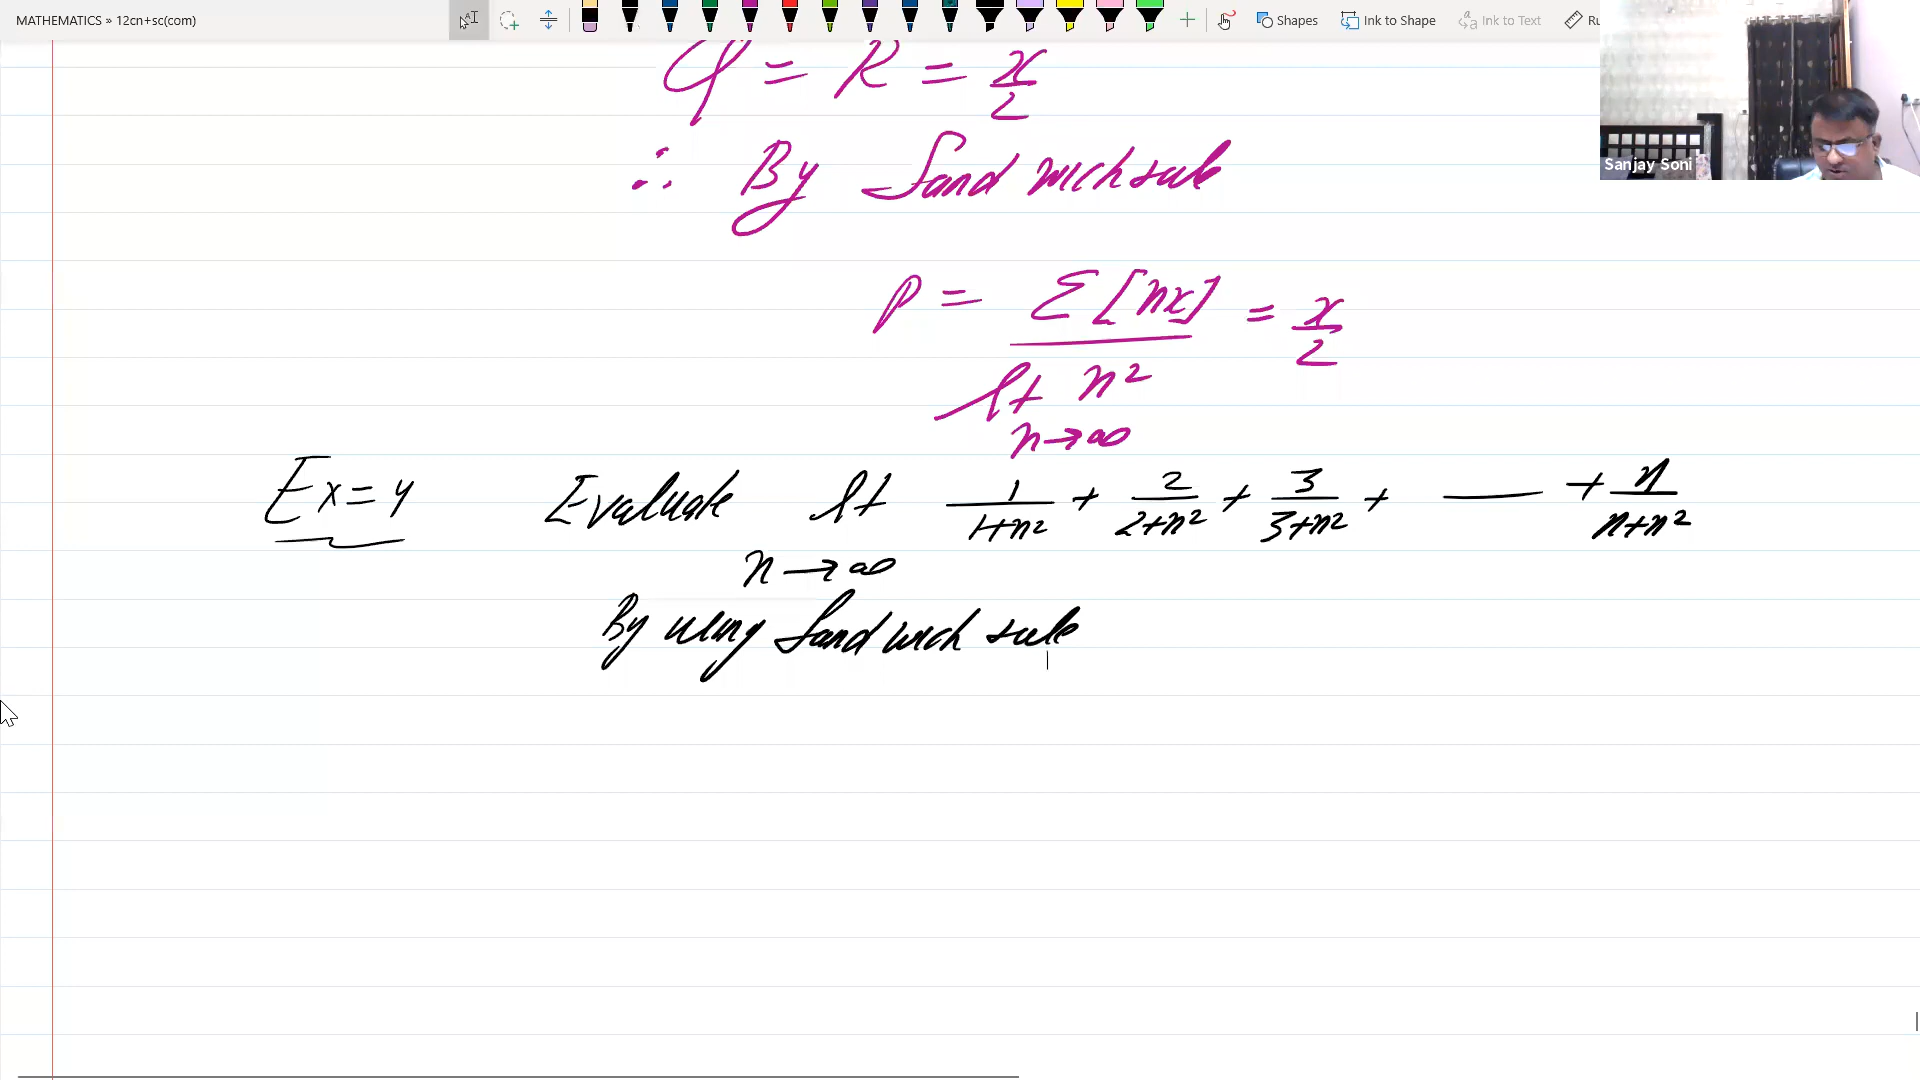 MATHEMATICS » 12cn+sc(com)
Shapes Ink to Shape Ink to Text Ru
Sanjay Soni
φ = R = x/2
∴ By Sandwich rule
P = Σ[nx] / lt n→∞ n² = x/2
Ex=4 Evaluate lt n→∞ 1/1+n² + 2/2+n² + 3/3+n² + —— + n/n+n²
By using Sandwich rule